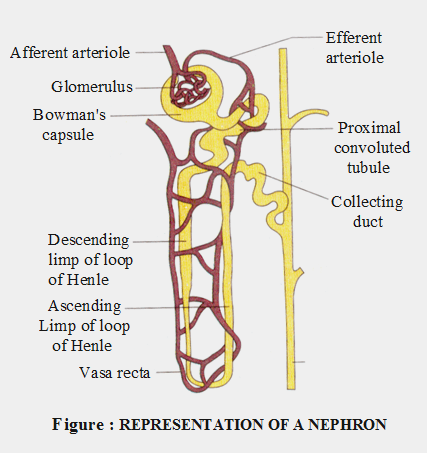 Afferent arteriole
Efferent
arteriole
Glomerulus
Bowman's
capsule
Proximal
convoluted
tubule
Collecting
duct
Descending
limp of loop
of Henle
Ascending
Limp of loop
of Henle
Vasa recta
Figure : REPRESENTATION OF A NEPHRON